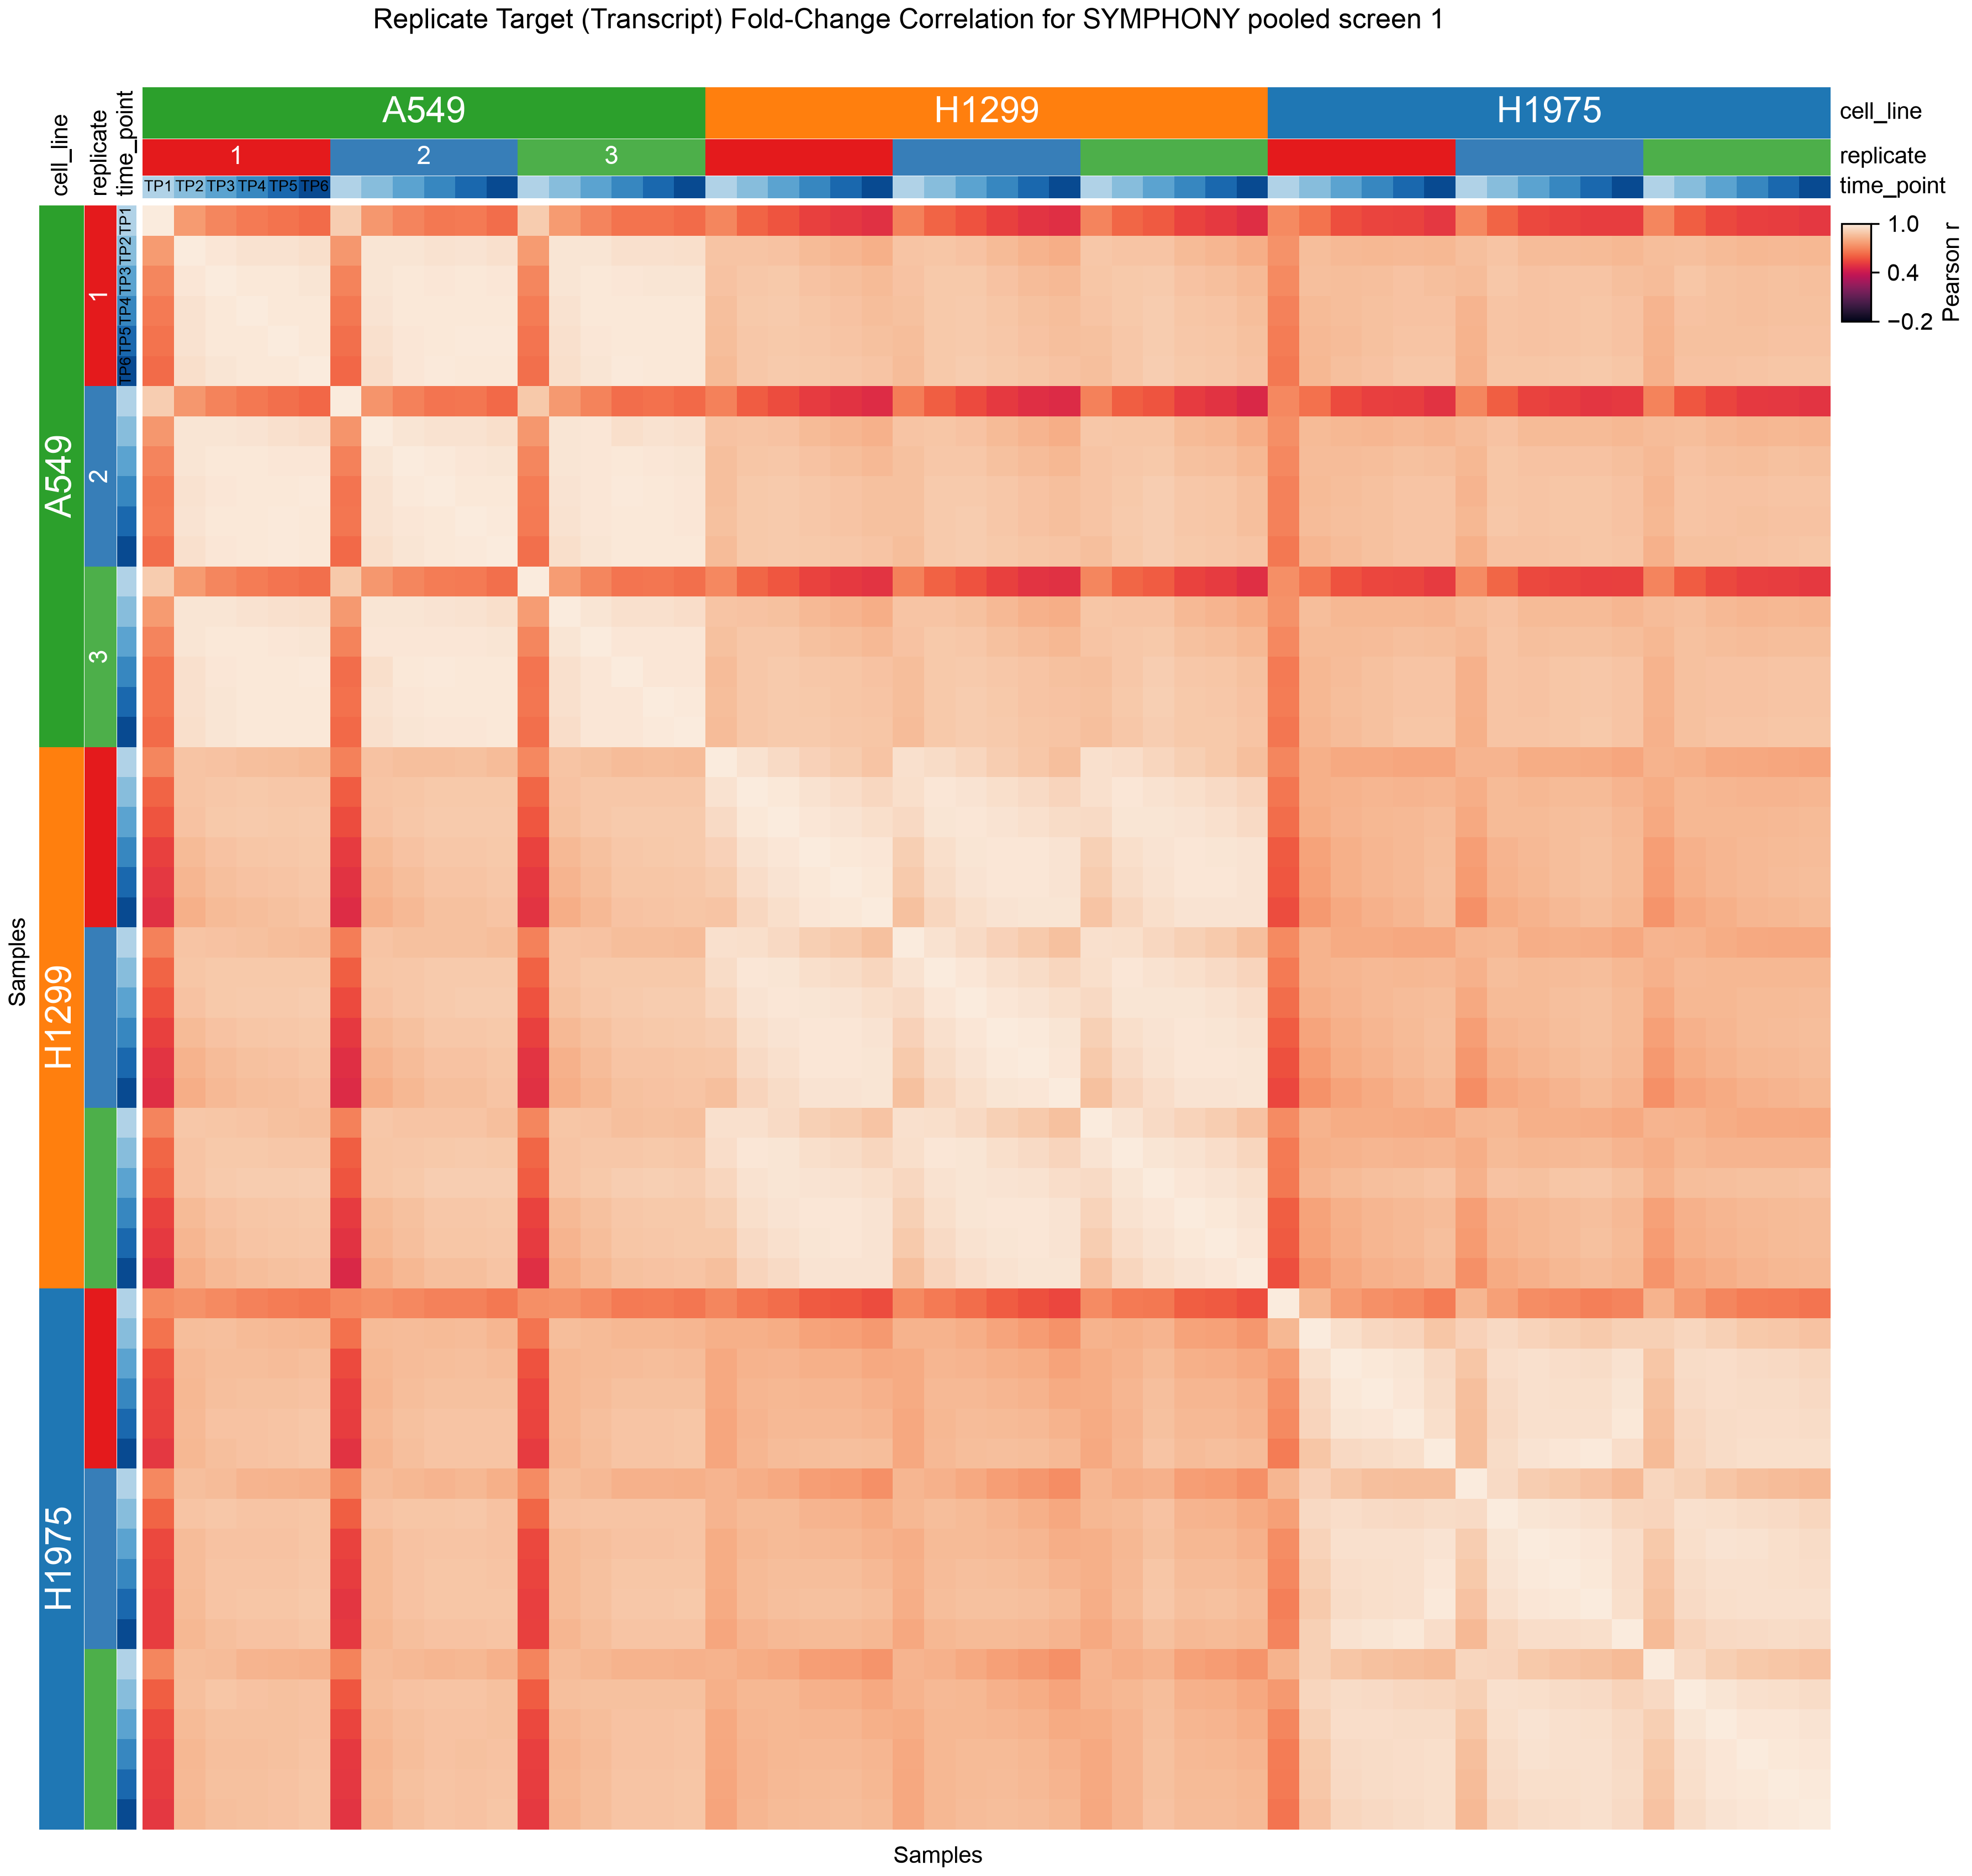 Replicate Target (Transcript) Fold-Change Correlation for SYMPHONY pooled screen 1
cell_line
replicate
time_point
A549
H1299
H1975
cell_line
1
2
3
replicate
TP1
TP2
TP3
TP4
TP5
TP6
time_point
1.0
0.4
−0.2
Pearson r
Samples
A549
H1299
H1975
1
2
3
TP1
TP2
TP3
TP4
TP5
TP6
Samples